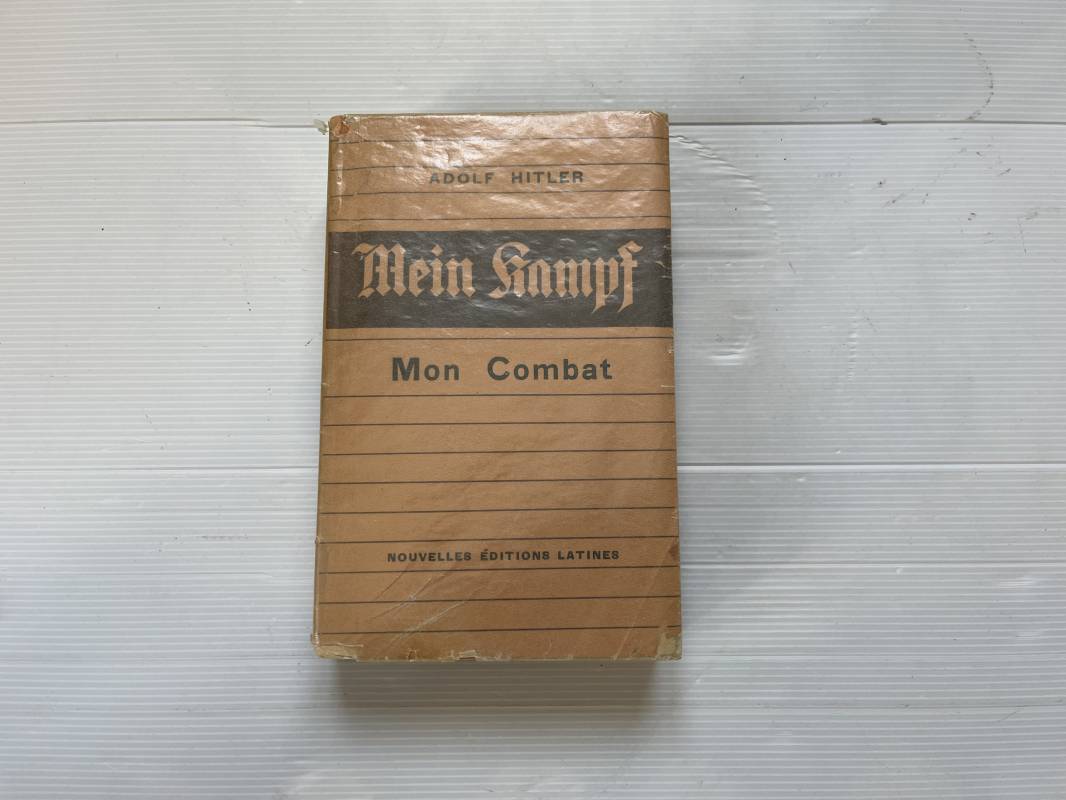 ADOLF HITLER
Mein Kampf
Mon Combat
NOUVELLES ÉDITIONS LATINES